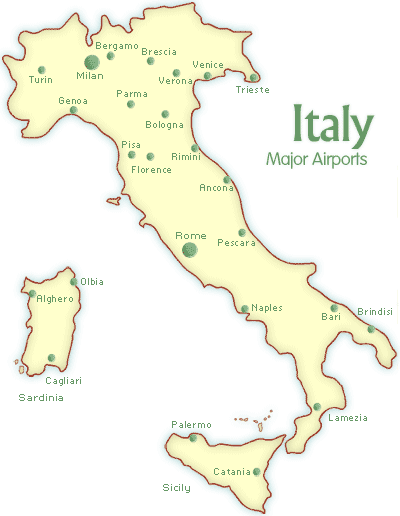 Bergamo
Brescia
Venice
Turin
Milan
Verona
Trieste
Genoa
Parma
Bologna
Italy
Major Airports
Pisa
Florence
Rimini
Ancona
Rome
Pescara
Olbia
Alghero
Naples
Bari
Brindisi
Cagliari
Sardinia
Lamezia
Palermo
Catania
Sicily